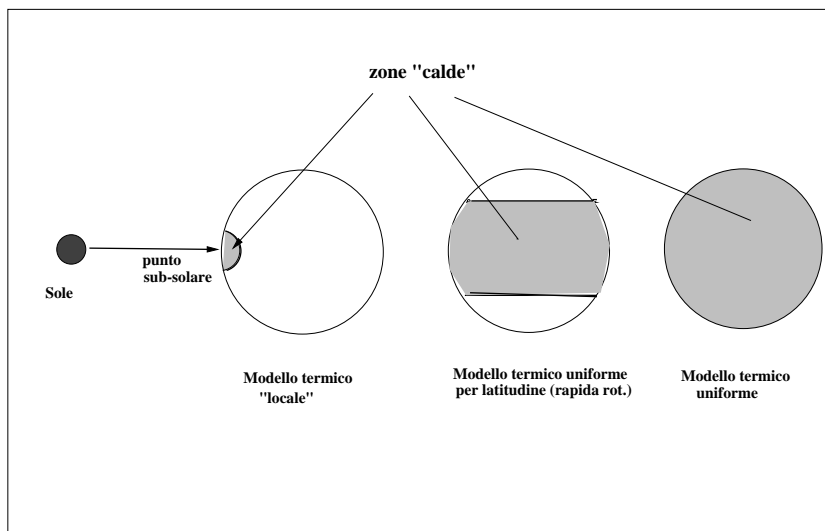 zone "calde"
punto
sub-solare
Sole
Modello termico
"locale"
Modello termico uniforme
per latitudine (rapida rot.)
Modello termico
uniforme